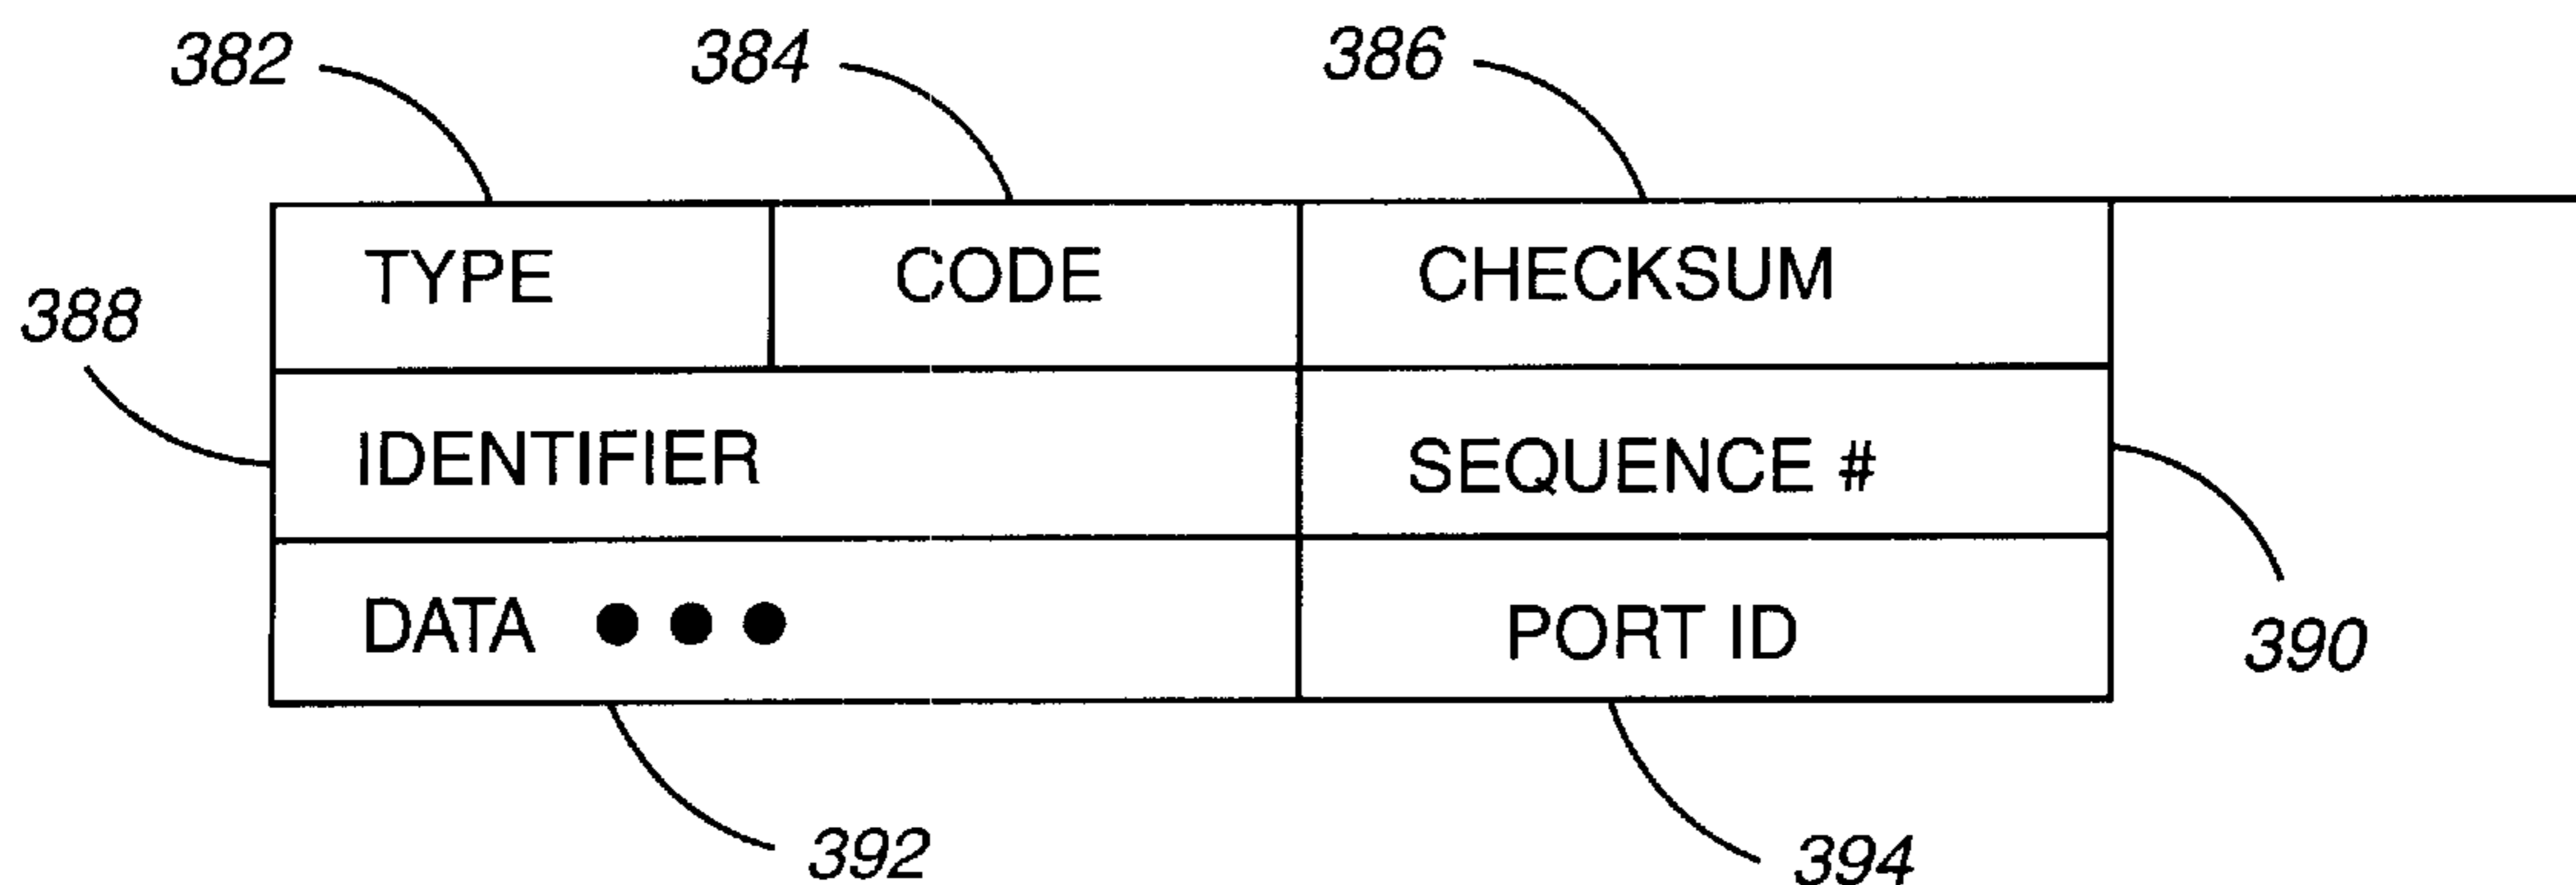 382 384 386
TYPE CODE CHECKSUM
388
IDENTIFIER SEQUENCE #
DATA ●●● PORT ID
390
392 394